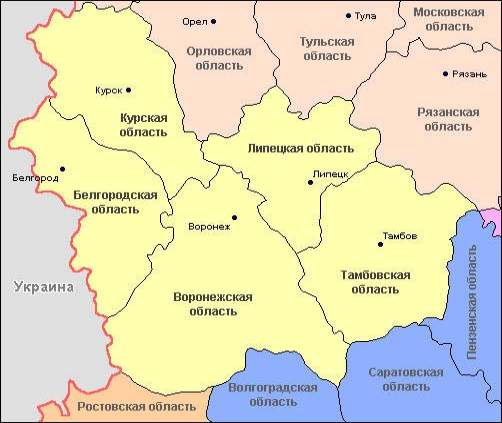 Московская
область
Орел
Тула
Орловская
область
Тульская
область
Рязань
Рязанская
область
Курск
Курская
область
Липецкая область
Белгород
Липецк
Белгородская
область
Воронеж
Тамбов
Украина
Воронежская
область
Тамбовская
область
Пензенская область
Саратовская
область
Волгоградская
область
Ростовская область